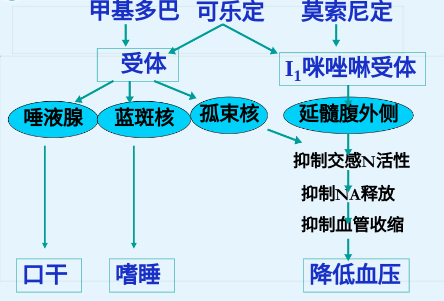 甲基多巴 可乐定 莫索尼定
受体 I1咪唑啉受体
唾液腺 蓝斑核 孤束核 延髓腹外侧
抑制交感N活性
抑制NA释放
抑制血管收缩
口干 嗜睡 降低血压